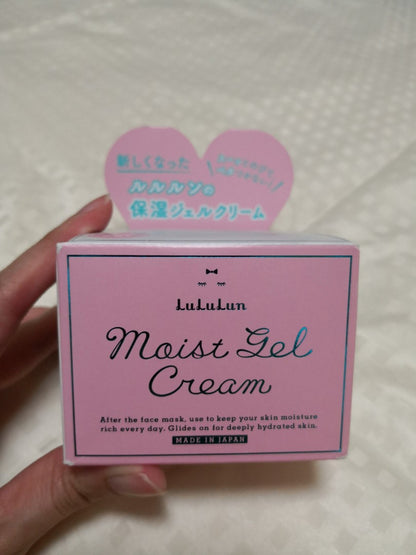 新しくなった
ルルルンの
保湿ジェルクリーム
LuLuLun
Moist Gel
Cream
After the face mask, use to keep your skin moisture
rich every day. Glides on for deeply hydrated skin.
MADE IN JAPAN